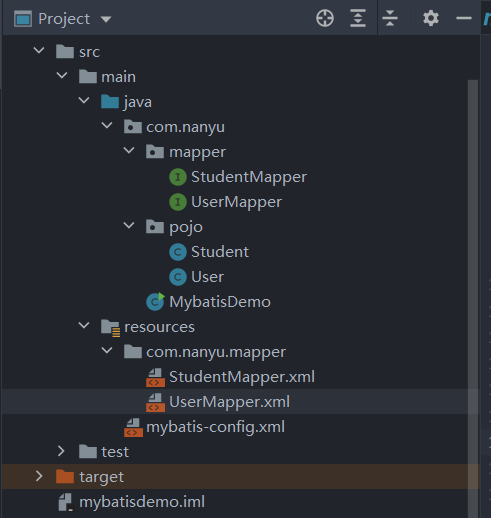 Project
src
main
java
com.nanyu
mapper
StudentMapper
UserMapper
pojo
Student
User
MybatisDemo
resources
com.nanyu.mapper
StudentMapper.xml
UserMapper.xml
mybatis-config.xml
test
target
mybatisdemo.iml